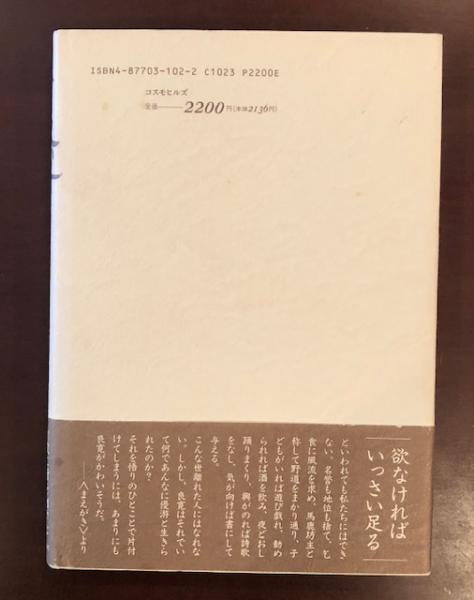 ISBN4-87703-102-2 C1023 P2200E
コスモヒルズ
定価――2200円(本体2136円)
欲なければ
いっさい足る
といわれても私たちにはでき
ない。名誉も地位も捨て、乞
食に風流を求め、馬鹿坊主と
称して野道をまかり通り、子
どもがいれば遊び戯れ、勧め
られれば酒を飲み、夜どおし
踊りまくり、興がのれば詩歌
をなし、気が向けば書にして
与える。
こんな世離れた人にはなれな
い。しかし、良寛はそれでい
て何であんなに優游と生きら
れたのか?
それを悟りのひとことで片付
けてしまうには、あまりにも
良寛がかわいそうだ。
――〈まえがき〉より